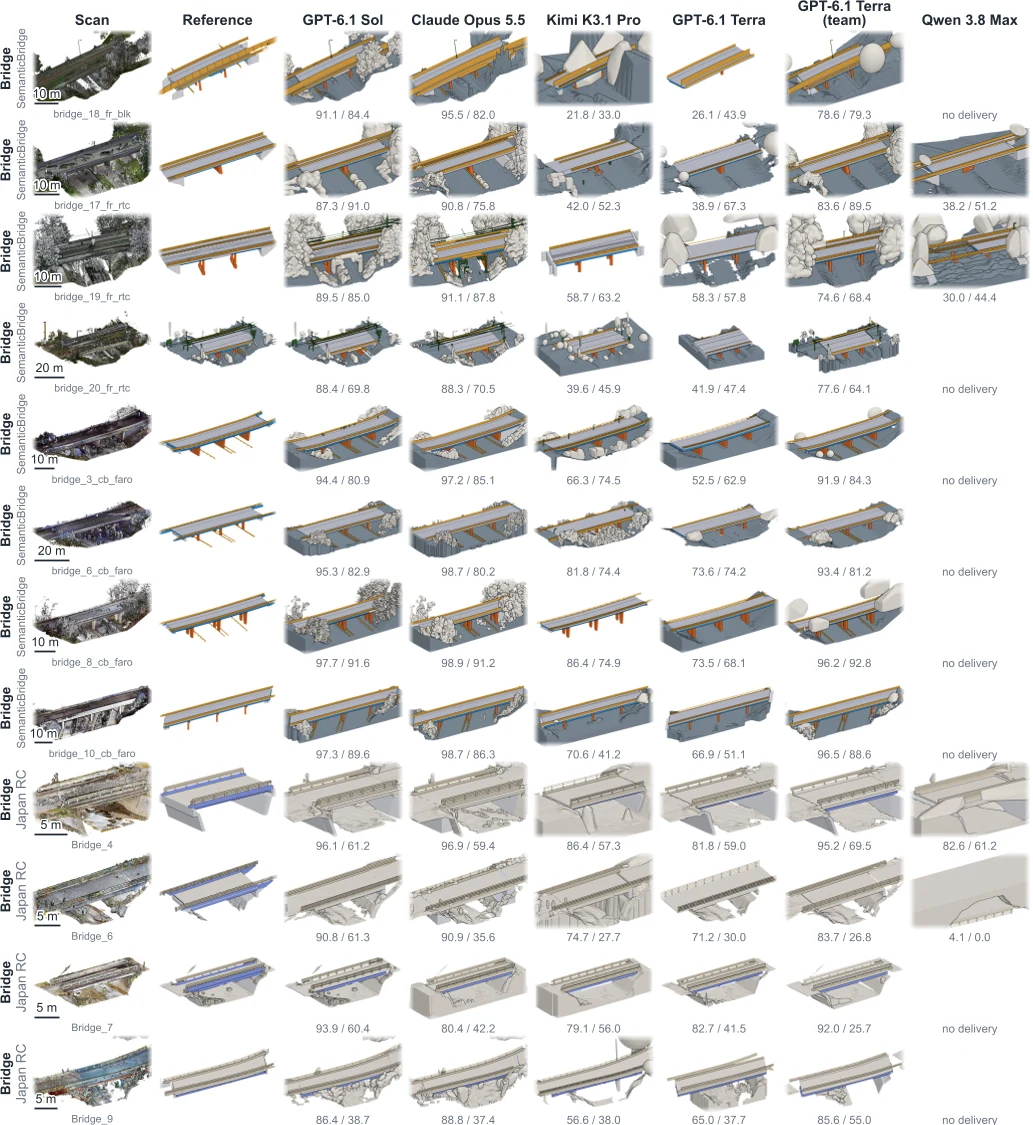 Scan Reference GPT-6.1 Sol Claude Opus 5.5 Kimi K3.1 Pro GPT-6.1 Terra GPT-6.1 Terra (team) Qwen 3.8 Max
Bridge
SemanticBridge
10 m
bridge_18_fr_blk 91.1 / 84.4 95.5 / 82.0 21.8 / 33.0 26.1 / 43.9 78.6 / 79.3 no delivery
Bridge
SemanticBridge
10 m
bridge_17_fr_rtc 87.3 / 91.0 90.8 / 75.8 42.0 / 52.3 38.9 / 67.3 83.6 / 89.5 38.2 / 51.2
Bridge
SemanticBridge
10 m
bridge_19_fr_rtc 89.5 / 85.0 91.1 / 87.8 58.7 / 63.2 58.3 / 57.8 74.6 / 68.4 30.0 / 44.4
Bridge
SemanticBridge
20 m
bridge_20_fr_rtc 88.4 / 69.8 88.3 / 70.5 39.6 / 45.9 41.9 / 47.4 77.6 / 64.1 no delivery
Bridge
SemanticBridge
10 m
bridge_3_cb_faro 94.4 / 80.9 97.2 / 85.1 66.3 / 74.5 52.5 / 62.9 91.9 / 84.3 no delivery
Bridge
SemanticBridge
20 m
bridge_6_cb_faro 95.3 / 82.9 98.7 / 80.2 81.8 / 74.4 73.6 / 74.2 93.4 / 81.2 no delivery
Bridge
SemanticBridge
10 m
bridge_8_cb_faro 97.7 / 91.6 98.9 / 91.2 86.4 / 74.9 73.5 / 68.1 96.2 / 92.8 no delivery
Bridge
SemanticBridge
10 m
bridge_10_cb_faro 97.3 / 89.6 98.7 / 86.3 70.6 / 41.2 66.9 / 51.1 96.5 / 88.6 no delivery
Bridge
Japan RC
5 m
Bridge_4 96.1 / 61.2 96.9 / 59.4 86.4 / 57.3 81.8 / 59.0 95.2 / 69.5 82.6 / 61.2
Bridge
Japan RC
5 m
Bridge_6 90.8 / 61.3 90.9 / 35.6 74.7 / 27.7 71.2 / 30.0 83.7 / 26.8 4.1 / 0.0
Bridge
Japan RC
5 m
Bridge_7 93.9 / 60.4 80.4 / 42.2 79.1 / 56.0 82.7 / 41.5 92.0 / 25.7 no delivery
Bridge
Japan RC
5 m
Bridge_9 86.4 / 38.7 88.8 / 37.4 56.6 / 38.0 65.0 / 37.7 85.6 / 55.0 no delivery